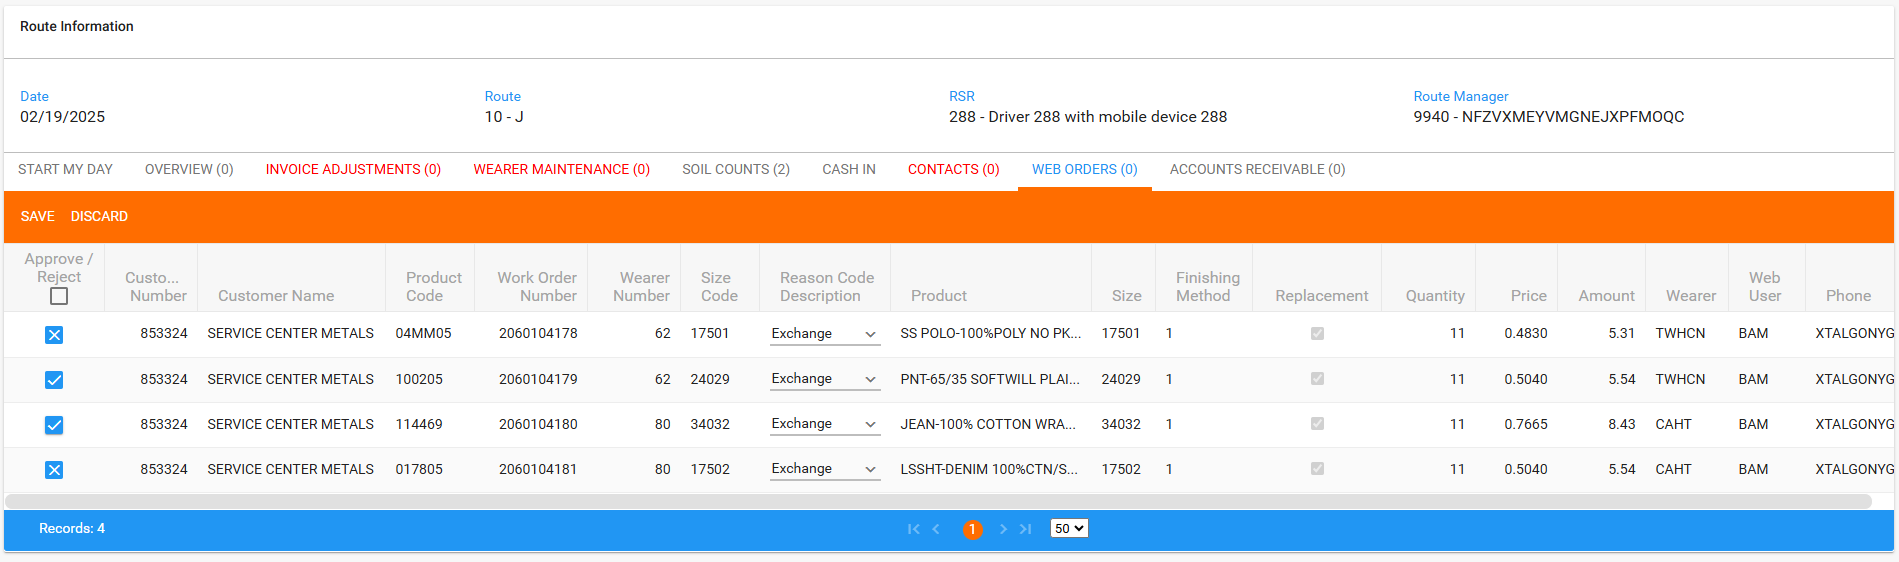 Route Information
Date Route RSR Route Manager
02/19/2025 10 - J 288 - Driver 288 with mobile device 288 9940 - NFZVXMEYVMGNEJXPFMOQC
START MY DAY OVERVIEW (0) INVOICE ADJUSTMENTS (0) WEARER MAINTENANCE (0) SOIL COUNTS (2) CASH IN CONTACTS (0) WEB ORDERS (0) ACCOUNTS RECEIVABLE (0)
SAVE DISCARD
Approve / Reject Custo... Number Customer Name Product Code Work Order Number Wearer Number Size Code Reason Code Description Product Size Finishing Method Replacement Quantity Price Amount Wearer Web User Phone
853324 SERVICE CENTER METALS 04MM05 2060104178 62 17501 Exchange SS POLO-100%POLY NO PK... 17501 1 11 0.4830 5.31 TWHCN BAM XTALGONYG
853324 SERVICE CENTER METALS 100205 2060104179 62 24029 Exchange PNT-65/35 SOFTWILL PLAI... 24029 1 11 0.5040 5.54 TWHCN BAM XTALGONYG
853324 SERVICE CENTER METALS 114469 2060104180 80 34032 Exchange JEAN-100% COTTON WRA... 34032 1 11 0.7665 8.43 CAHT BAM XTALGONYG
853324 SERVICE CENTER METALS 017805 2060104181 80 17502 Exchange LSSHT-DENIM 100%CTN/S... 17502 1 11 0.5040 5.54 CAHT BAM XTALGONYG
Records: 4 1 50